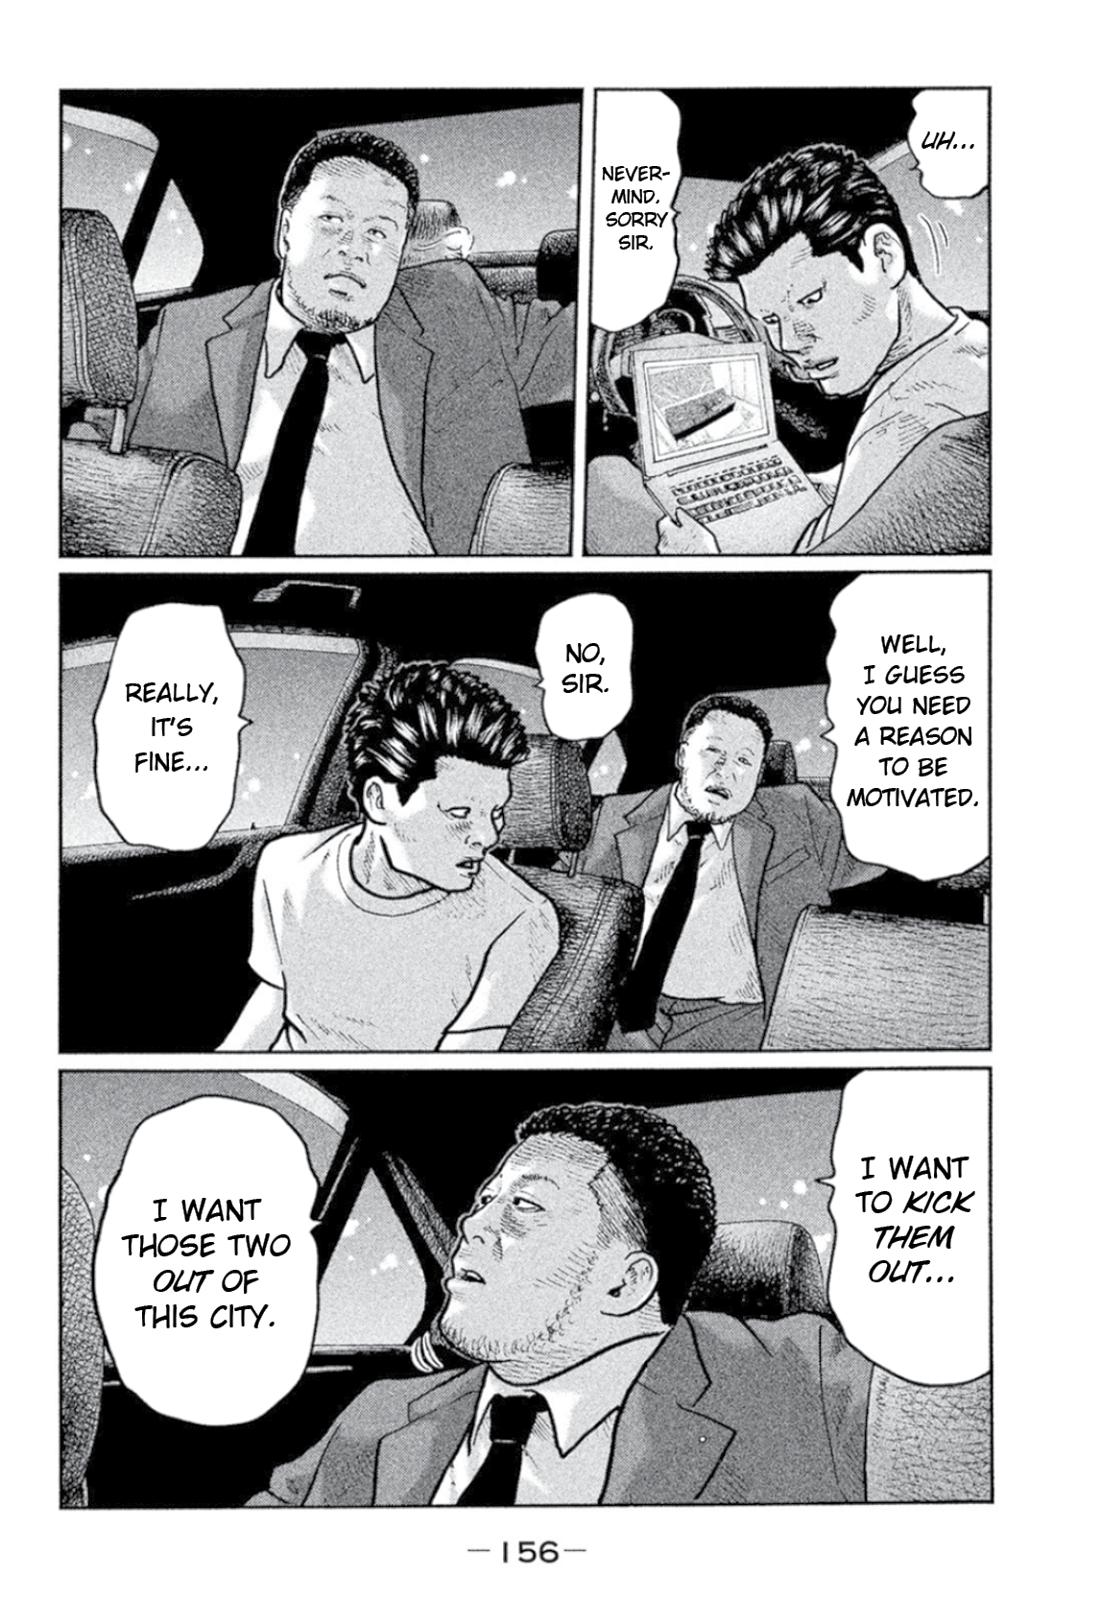 UH...
NEVER-
MIND.
SORRY
SIR.
WELL,
I GUESS
YOU NEED
A REASON
TO BE
MOTIVATED.
NO,
SIR.
REALLY,
IT'S
FINE...
I WANT
TO KICK
THEM
OUT...
I WANT
THOSE TWO
OUT OF
THIS CITY.
—156—